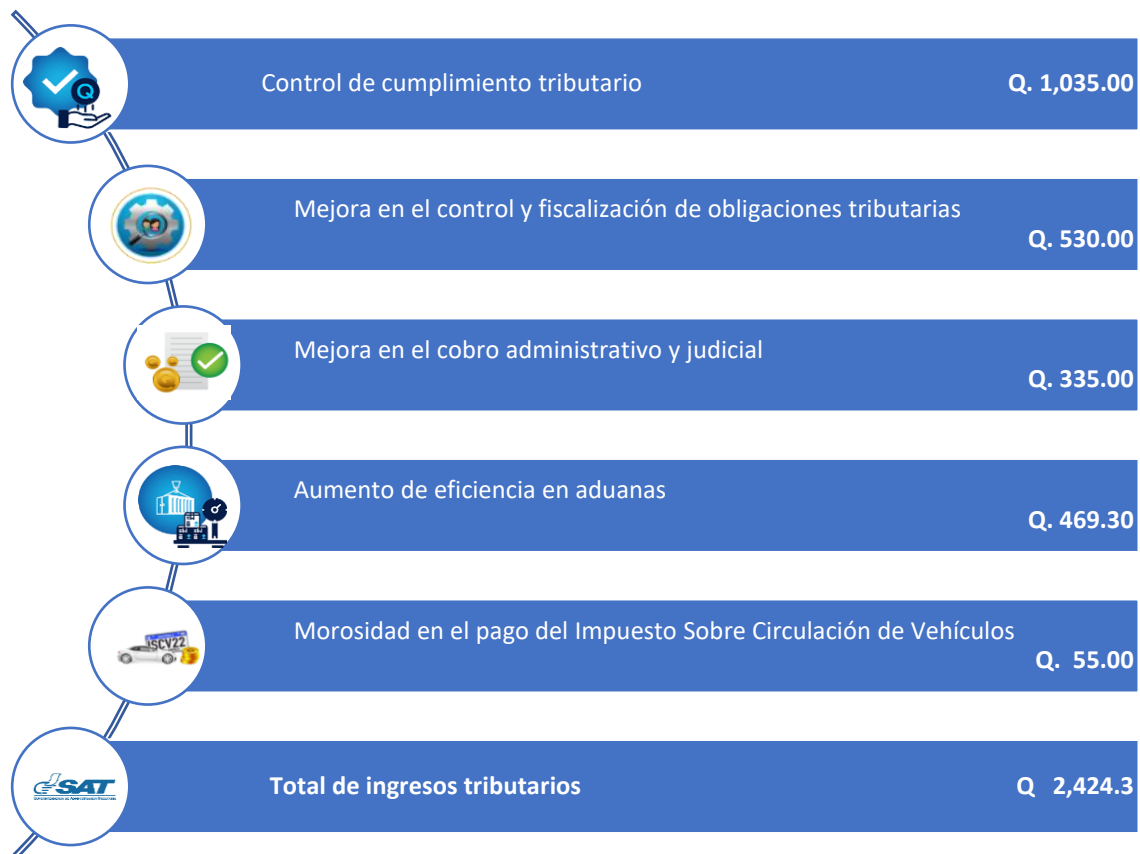 Control de cumplimiento tributario Q. 1,035.00
Mejora en el control y fiscalización de obligaciones tributarias
Q. 530.00
Mejora en el cobro administrativo y judicial
Q. 335.00
Aumento de eficiencia en aduanas
Q. 469.30
ISCV22
Morosidad en el pago del Impuesto Sobre Circulación de Vehículos
Q. 55.00
SAT
Total de ingresos tributarios Q 2,424.3